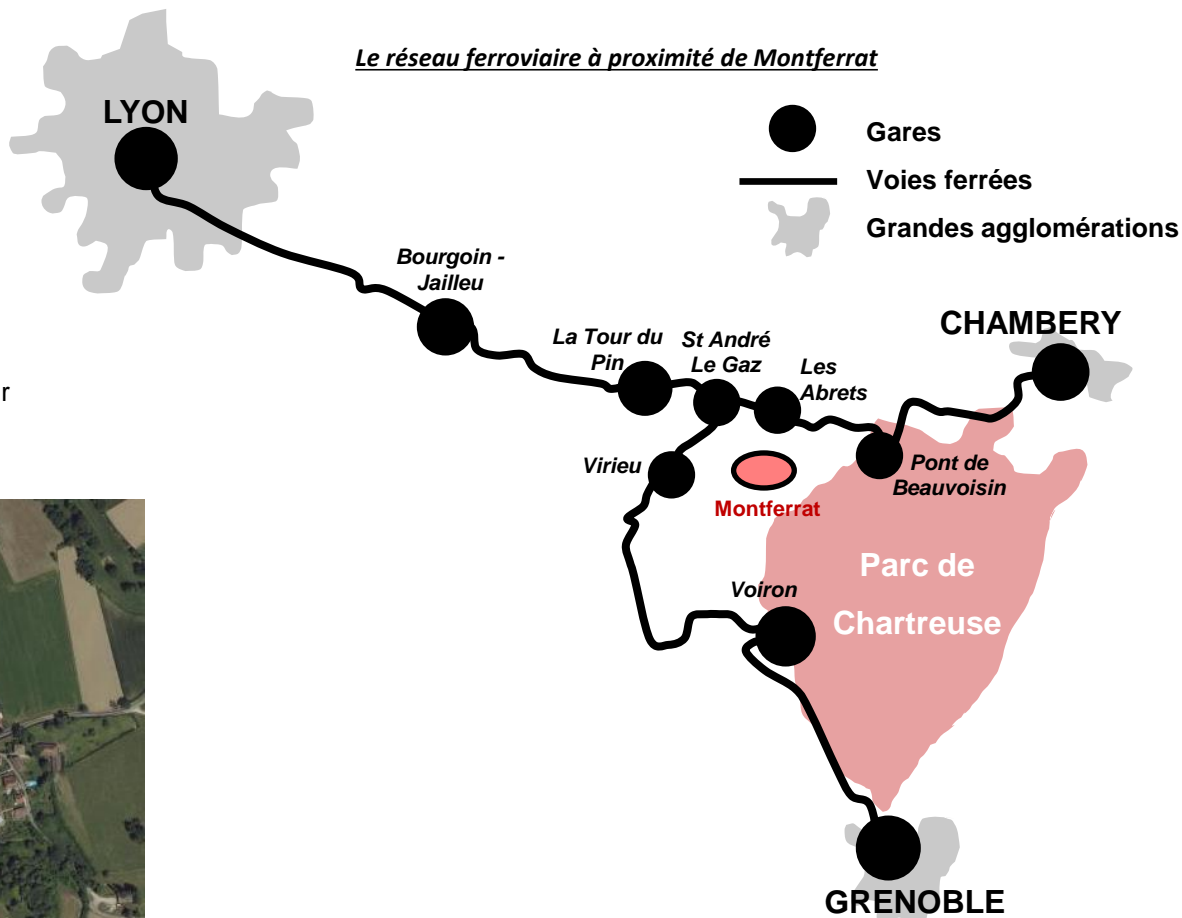 Le réseau ferroviaire à proximité de Montferrat
LYON
Gares
Voies ferrées
Grandes agglomérations
Bourgoin -
Jailleu
La Tour du
Pin
St André
Le Gaz
Les
Abrets
CHAMBERY
r
Virieu
Montferrat
Pont de
Beauvoisin
Parc de
Chartreuse
Voiron
GRENOBLE